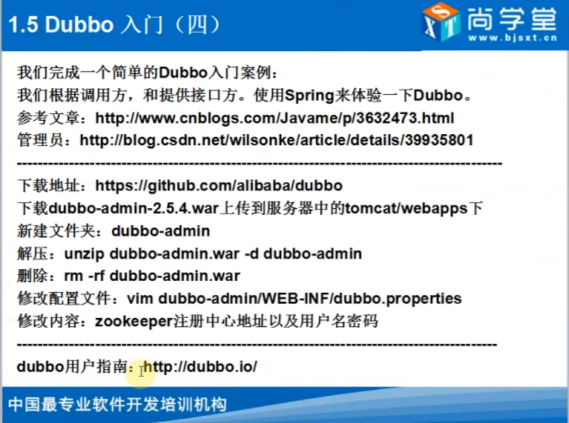 1.5 Dubbo 入门（四）
尚学堂
www.bjsxt.cn
我们完成一个简单的Dubbo入门案例：
我们根据调用方，和提供接口方。使用Spring来体验一下Dubbo。
参考文章：http://www.cnblogs.com/Javame/p/3632473.html
管理员：http://blog.csdn.net/wilsonke/article/details/39935801
下载地址：https://github.com/alibaba/dubbo
下载dubbo-admin-2.5.4.war上传到服务器中的tomcat/webapps下
新建文件夹：dubbo-admin
解压：unzip dubbo-admin.war -d dubbo-admin
删除：rm -rf dubbo-admin.war
修改配置文件：vim dubbo-admin/WEB-INF/dubbo.properties
修改内容：zookeeper注册中心地址以及用户名密码
dubbo用户指南：http://dubbo.io/
中国最专业软件开发培训机构